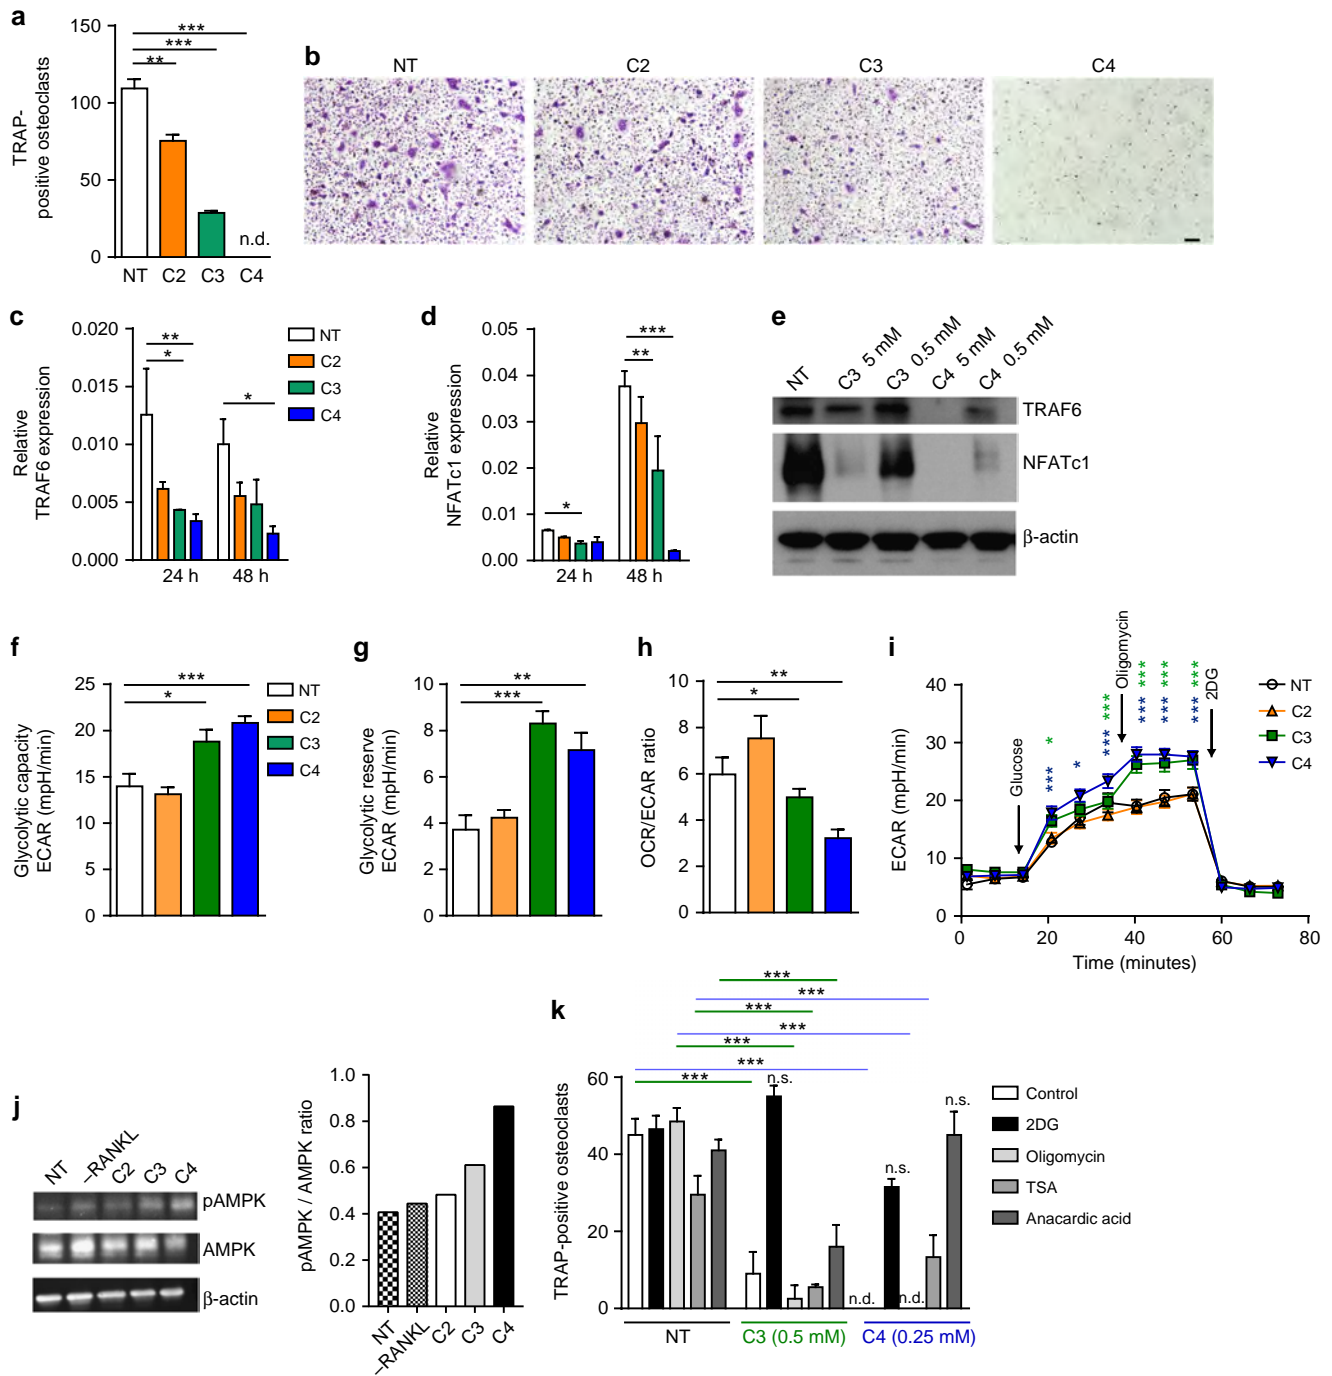 a
TRAP-
positive osteoclasts
150
100
50
0
***
***
**
n.d.
NT C2 C3 C4
b
NT C2 C3 C4
c
Relative
TRAF6 expression
0.020
0.015
0.010
0.005
0.000
**
*
*
24 h 48 h
NT
C2
C3
C4
d
Relative
NFATc1 expression
0.05
0.04
0.03
0.02
0.01
0.00
*
***
**
24 h 48 h
e
NT
C3 5 mM
C3 0.5 mM
C4 5 mM
C4 0.5 mM
TRAF6
NFATc1
β-actin
f
Glycolytic capacity
ECAR (mpH/min)
25
20
15
10
5
0
***
*
NT
C2
C3
C4
g
Glycolytic reserve
ECAR (mpH/min)
10
8
6
4
2
0
**
***
h
OCR/ECAR ratio
10
8
6
4
2
0
**
*
i
ECAR (mpH/min)
40
30
20
10
0
Glucose
Oligomycin
2DG
*
***
*
***
***
***
***
***
***
***
***
0 20 40 60 80
Time (minutes)
NT
C2
C3
C4
j
NT
–RANKL
C2
C3
C4
pAMPK
AMPK
β-actin
pAMPK / AMPK ratio
1.0
0.8
0.6
0.4
0.2
0.0
NT
–RANKL
C2
C3
C4
k
***
***
***
***
***
***
***
TRAP-positive osteoclasts
60
40
20
0
n.s.
n.d.
n.s.
n.d.
n.s.
NT C3 (0.5 mM) C4 (0.25 mM)
Control
2DG
Oligomycin
TSA
Anacardic acid